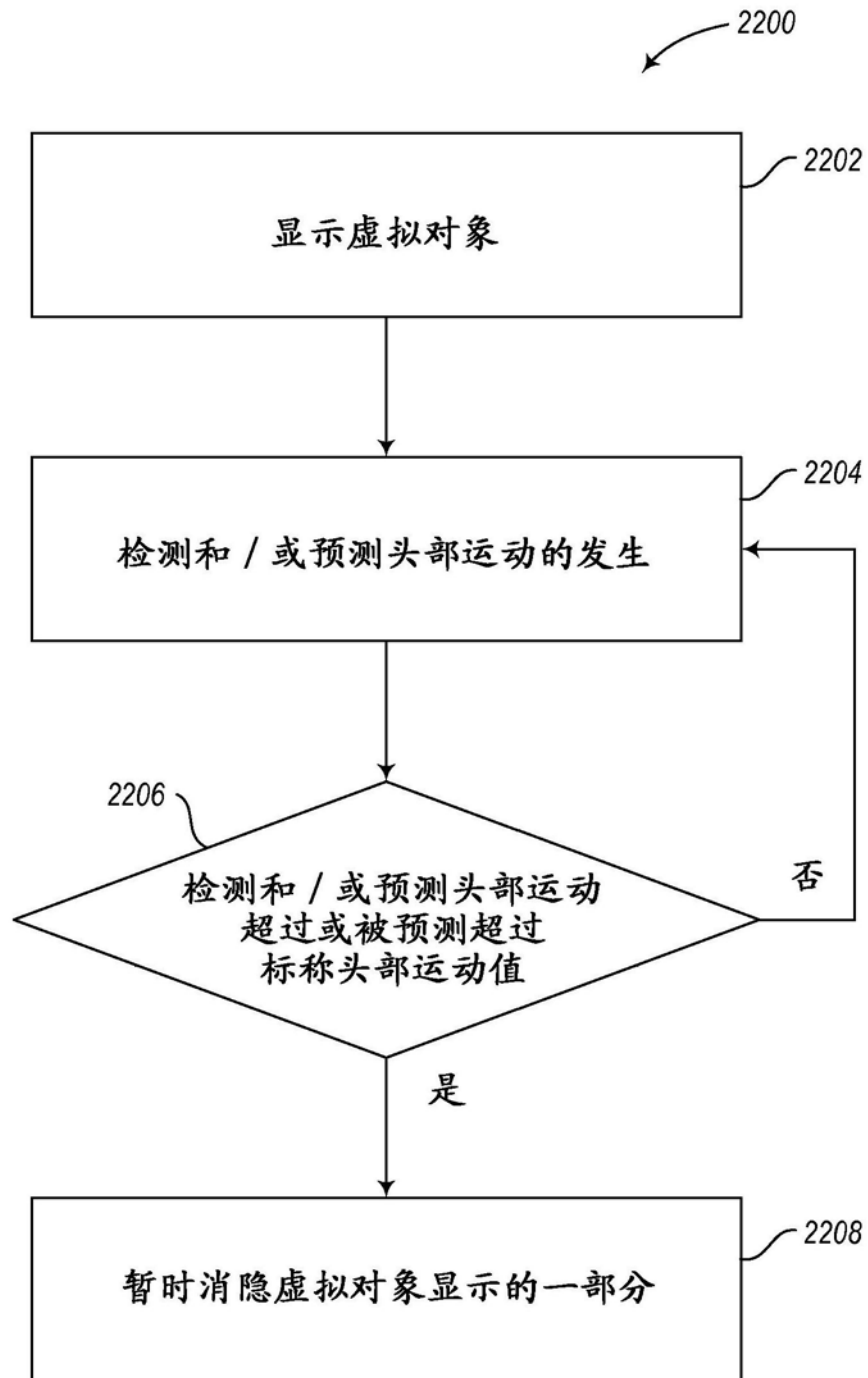 2200
2202
显示虚拟对象
2204
检测和 / 或预测头部运动的发生
2206
检测和 / 或预测头部运动
超过或被预测超过
标称头部运动值
否
是
2208
暂时消隐虚拟对象显示的一部分